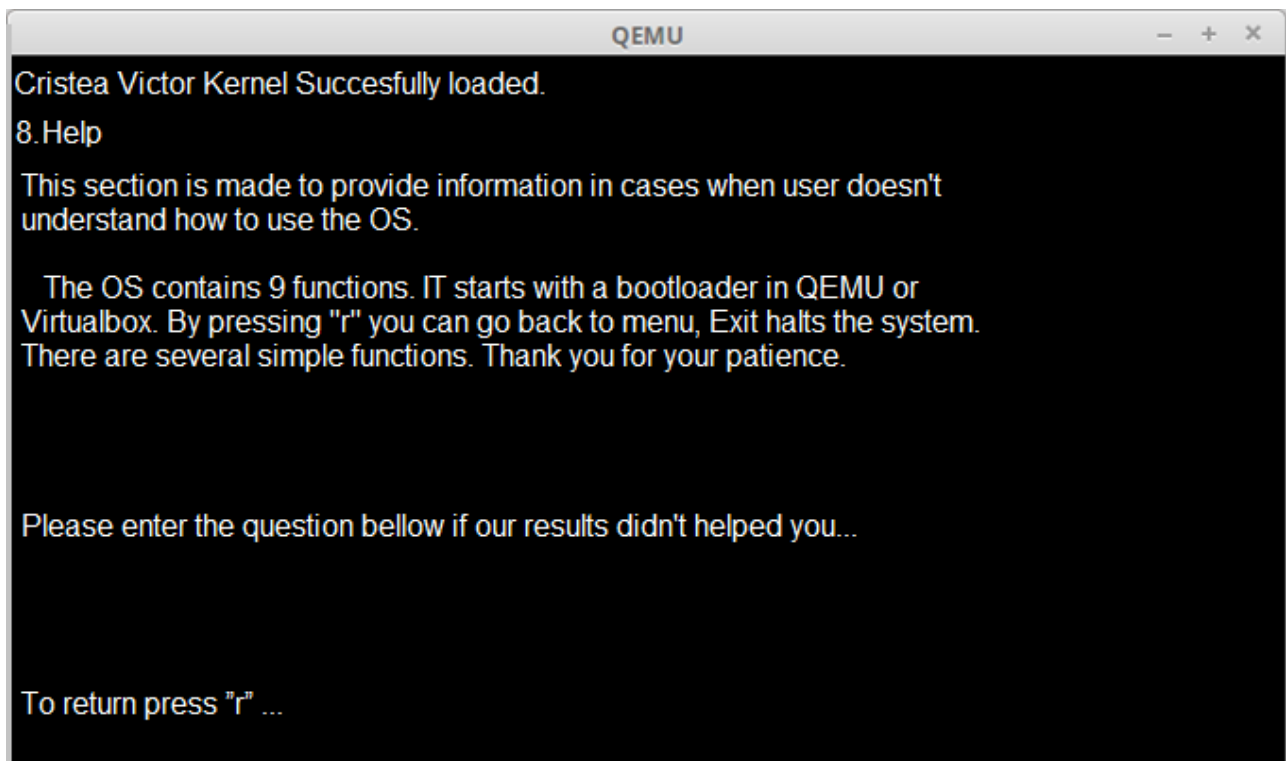 QEMU
Cristea Victor Kernel Succesfully loaded.
8.Help
This section is made to provide information in cases when user doesn't
understand how to use the OS.
The OS contains 9 functions. IT starts with a bootloader in QEMU or
Virtualbox. By pressing "r" you can go back to menu, Exit halts the system.
There are several simple functions. Thank you for your patience.
Please enter the question bellow if our results didn't helped you...
To return press ”r” ...